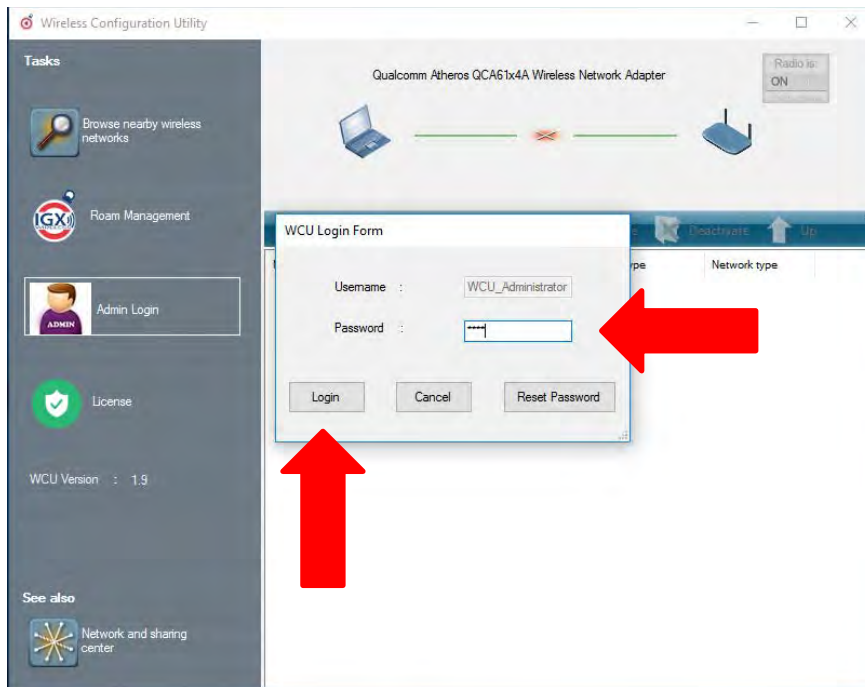 Wireless Configuration Utility
Tasks
Browse nearby wireless
networks
IGX
Roam Management
ADMIN
Admin Login
License
WCU Version : 1.9
See also
Network and sharing
center
Qualcomm Atheros QCA61x4A Wireless Network Adapter
Radio is:
ON
Deactivate
Up
Network type
WCU Login Form
Username :
WCU_Administrator
Password :
****
Login
Cancel
Reset Password